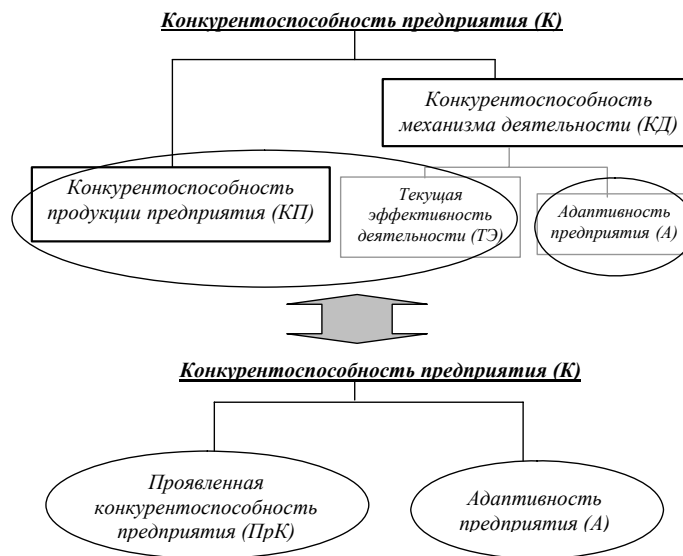 Конкурентоспособность предприятия (К)
Конкурентоспособность
механизма деятельности (КД)
Конкурентоспособность
продукции предприятия (КП)
Текущая
эффективность
деятельности (ТЭ)
Адаптивность
предприятия (А)
Конкурентоспособность предприятия (К)
Проявленная
конкурентоспособность
предприятия (ПрК)
Адаптивность
предприятия (А)